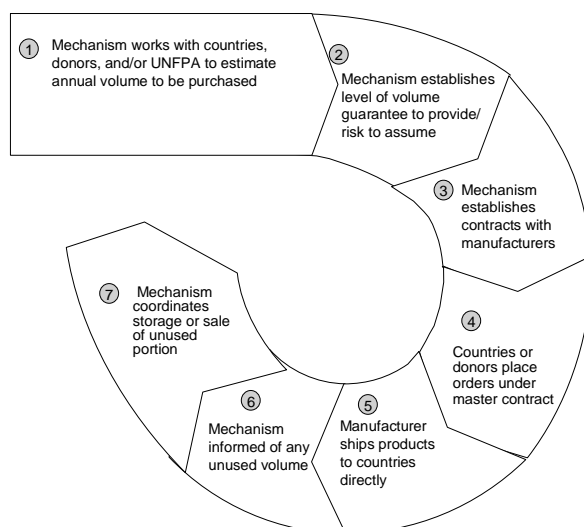 1
Mechanism works with countries,
donors, and/or UNFPA to estimate
annual volume to be purchased
2
Mechanism establishes
level of volume
guarantee to provide/
risk to assume
3
Mechanism
establishes
contracts with
manufacturers
4
Countries or
donors place
orders under
master contract
5
Manufacturer
ships products
to countries
directly
6
Mechanism
informed of any
unused volume
7
Mechanism
coordinates
storage or sale
of unused
portion